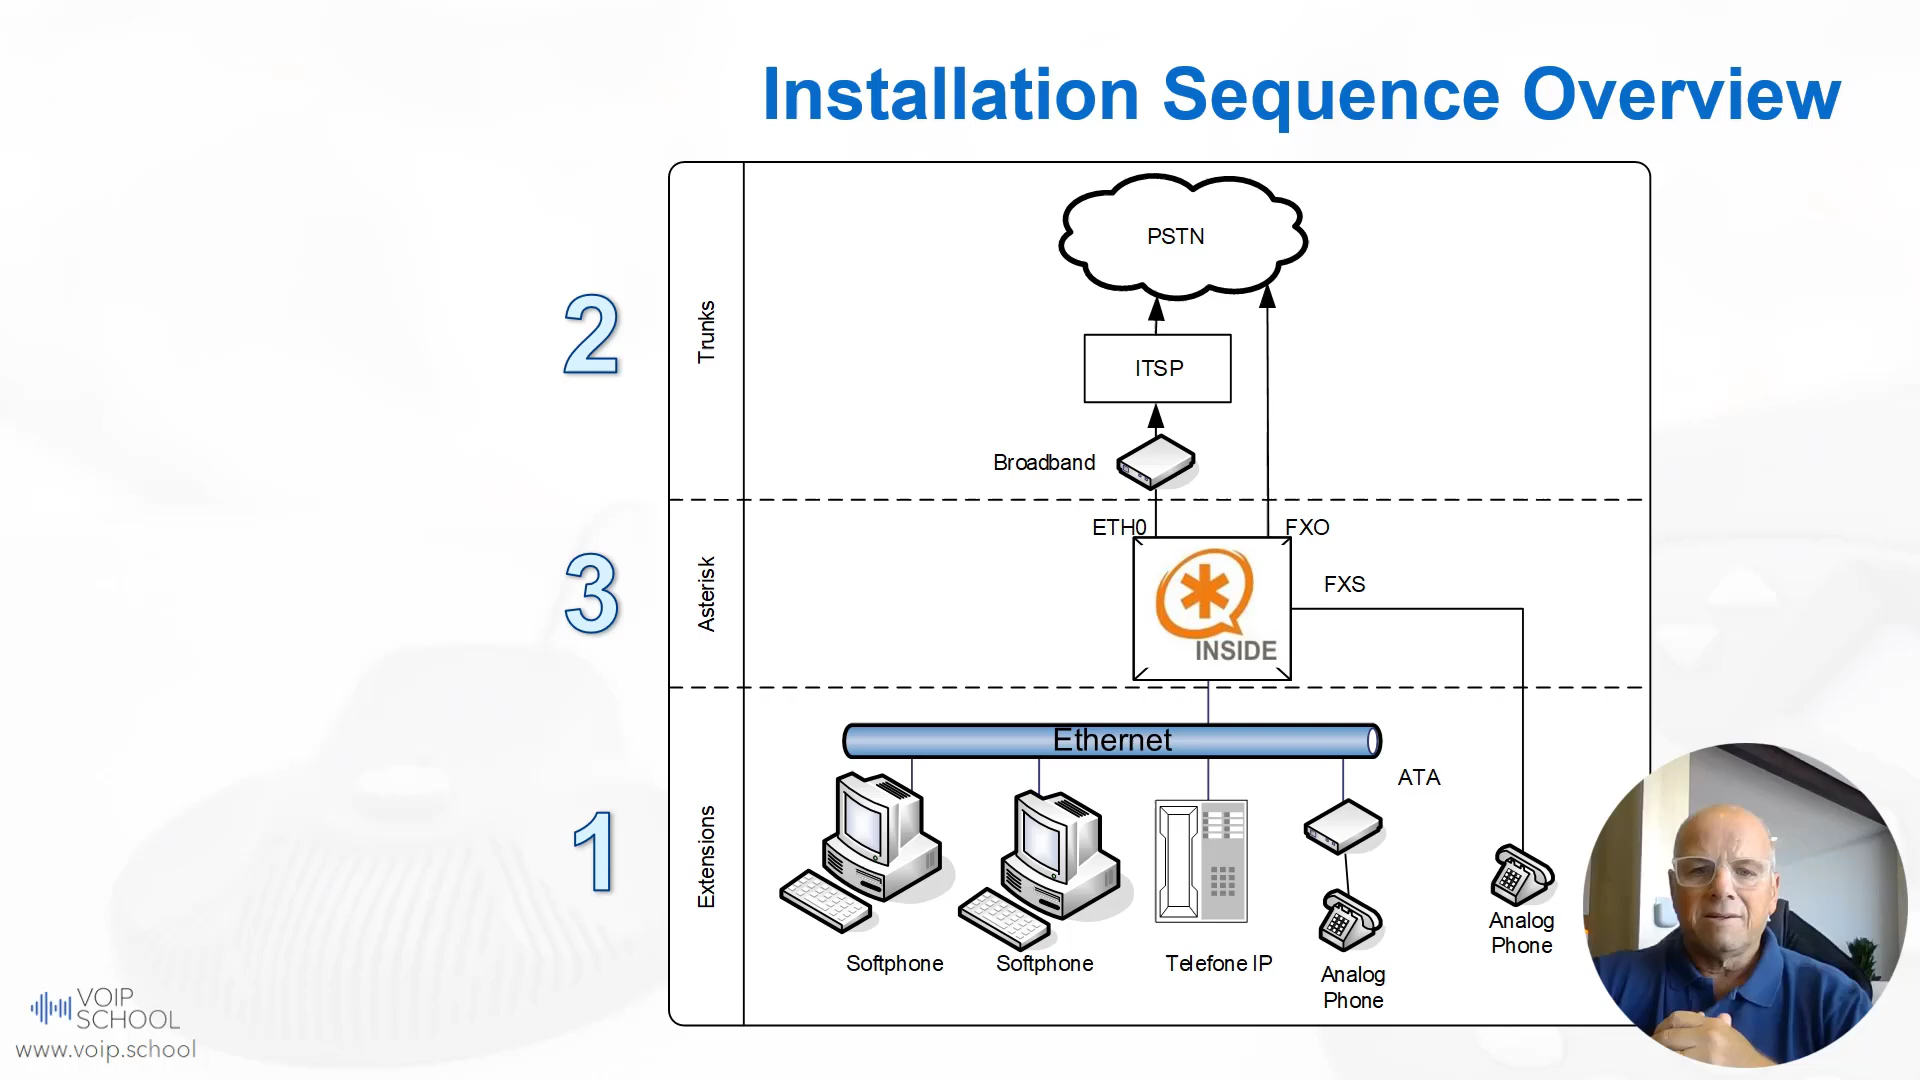 Installation Sequence Overview
PSTN
2
Trunks
ITSP
Broadband
ETH0
FXO
3
Asterisk
FXS
INSIDE
Ethernet
ATA
1
Extensions
Analog
Phone
Softphone
Softphone
Telefone IP
Analog
Phone
VOIP
SCHOOL
www.voip.school